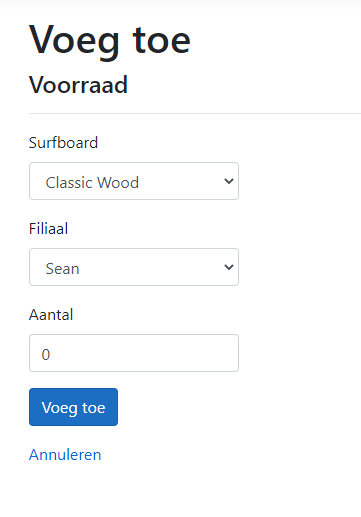 Voeg toe
Voorraad
Surfboard
Classic Wood
Filiaal
Sean
Aantal
0
Voeg toe
Annuleren